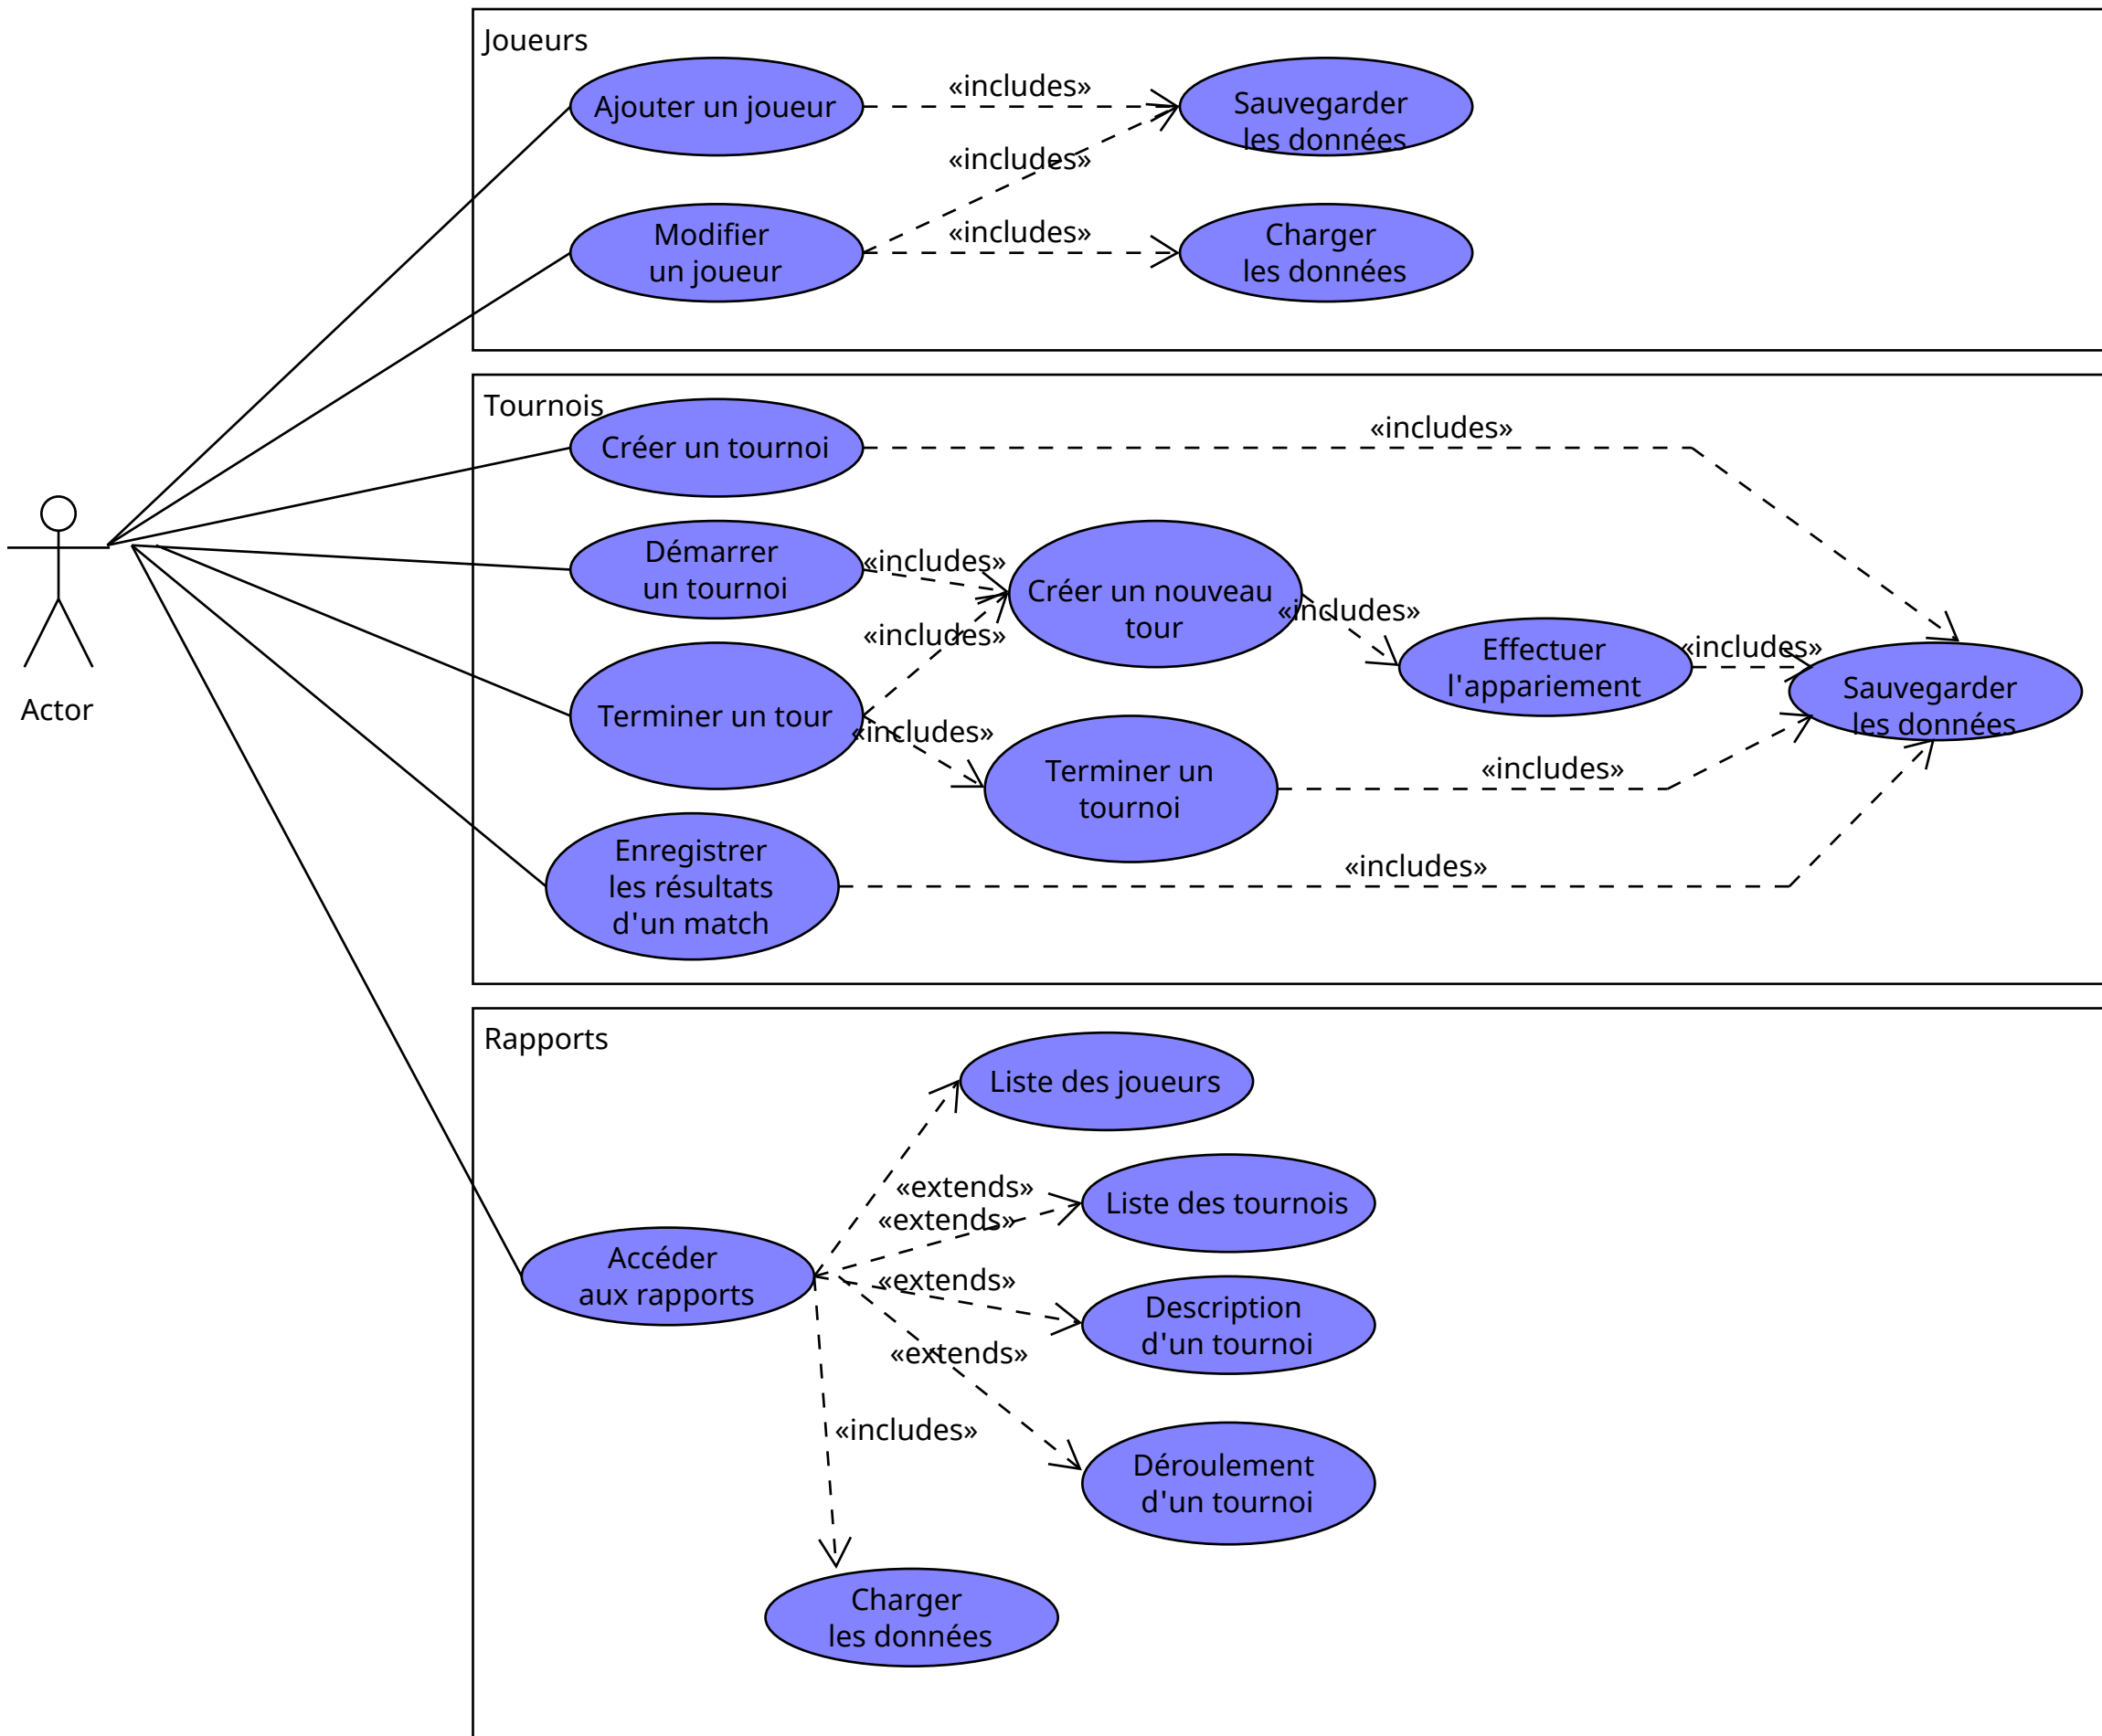 Joueurs
Ajouter un joueur
«includes»
Sauvegarder
les données
«includes»
Modifier
un joueur
«includes»
Charger
les données
Tournois
Créer un tournoi
«includes»
Démarrer
un tournoi
«includes»
Créer un nouveau
tour
«includes»
«includes»
Effectuer
l'appariement
«includes»
Sauvegarder
les données
Actor
Terminer un tour
«includes»
Terminer un
tournoi
«includes»
Enregistrer
les résultats
d'un match
«includes»
Rapports
Liste des joueurs
«extends»
Liste des tournois
«extends»
Accéder
aux rapports
«extends»
Description
d'un tournoi
«extends»
«includes»
Déroulement
d'un tournoi
Charger
les données